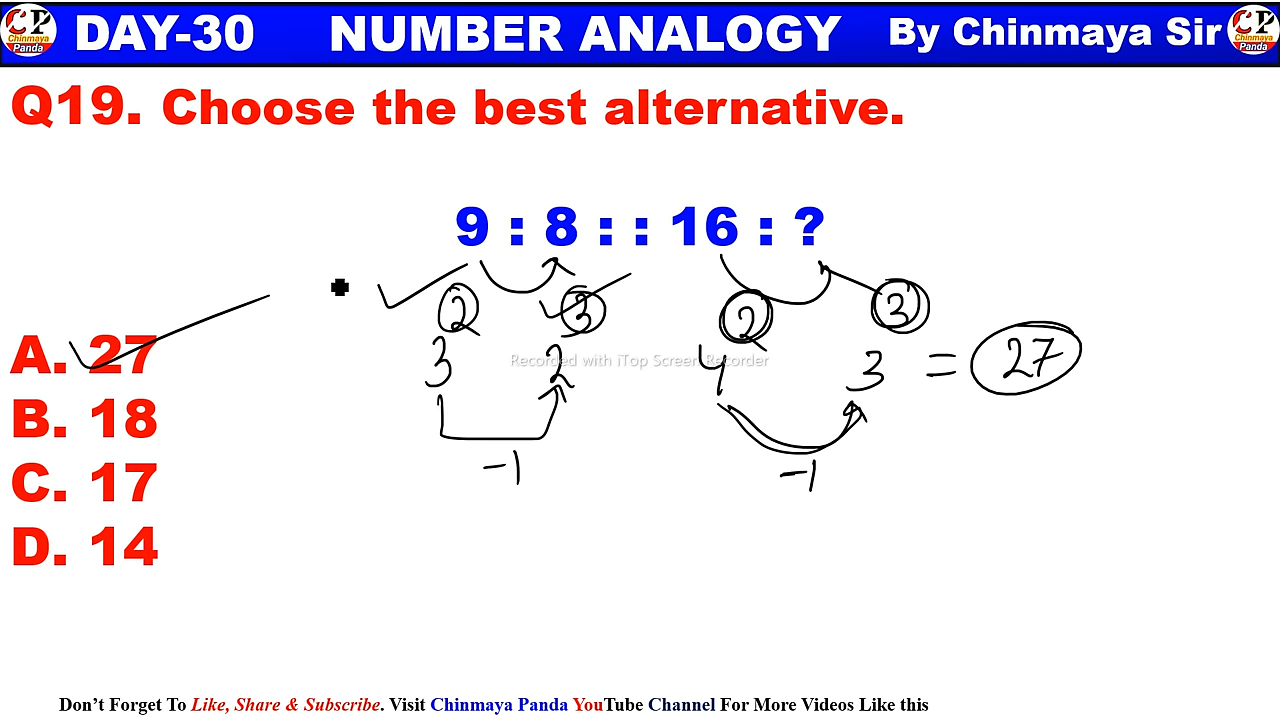 CP Chinmaya Panda DAY-30 NUMBER ANALOGY By Chinmaya Sir CP Chinmaya Panda
Q19. Choose the best alternative.
9 : 8 : : 16 : ?
2 3 2 3
A. 27 3 2 4 3 = 27
Recorded with iTop Screen Recorder
B. 18
-1 -1
C. 17
D. 14
Don't Forget To Like, Share & Subscribe. Visit Chinmaya Panda YouTube Channel For More Videos Like this